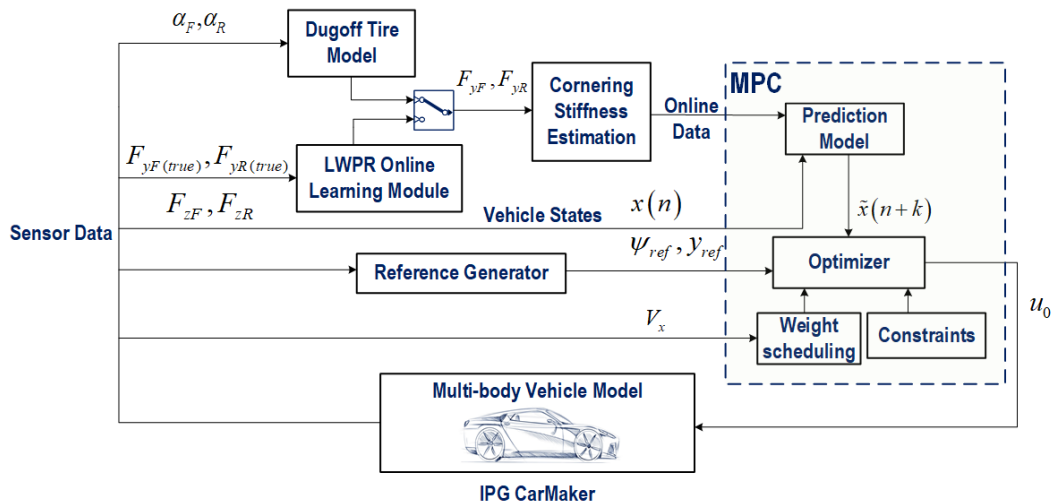 α_F, α_R
Dugoff Tire
Model
F_yF, F_yR
Cornering
Stiffness
Estimation
Online
Data
MPC
Prediction
Model
F_yF(true), F_yR(true)
LWPR Online
Learning Module
F_zF, F_zR
Vehicle States
x(n)
x̃(n+k)
Sensor Data
ψ_ref, y_ref
Reference Generator
Optimizer
u_0
V_x
Weight
scheduling
Constraints
Multi-body Vehicle Model
IPG CarMaker